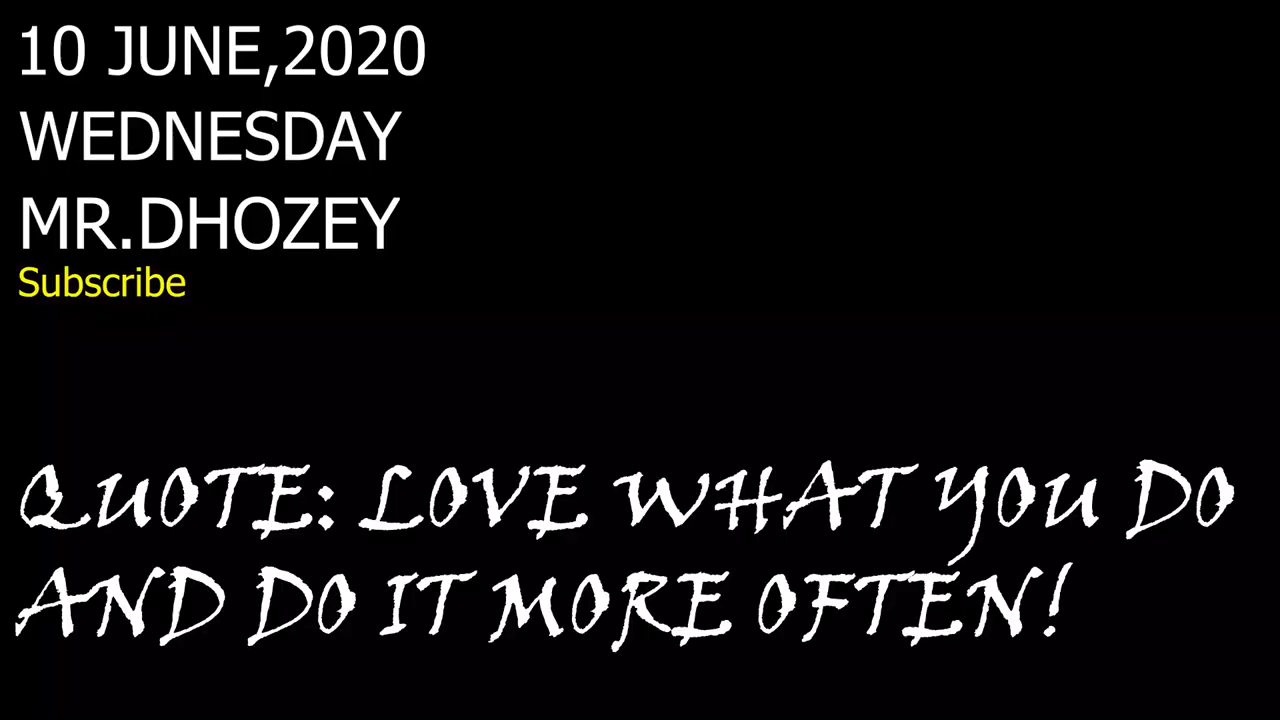 10 JUNE,2020
WEDNESDAY
MR.DHOZEY
Subscribe
QUOTE: LOVE WHAT YOU DO
AND DO IT MORE OFTEN!